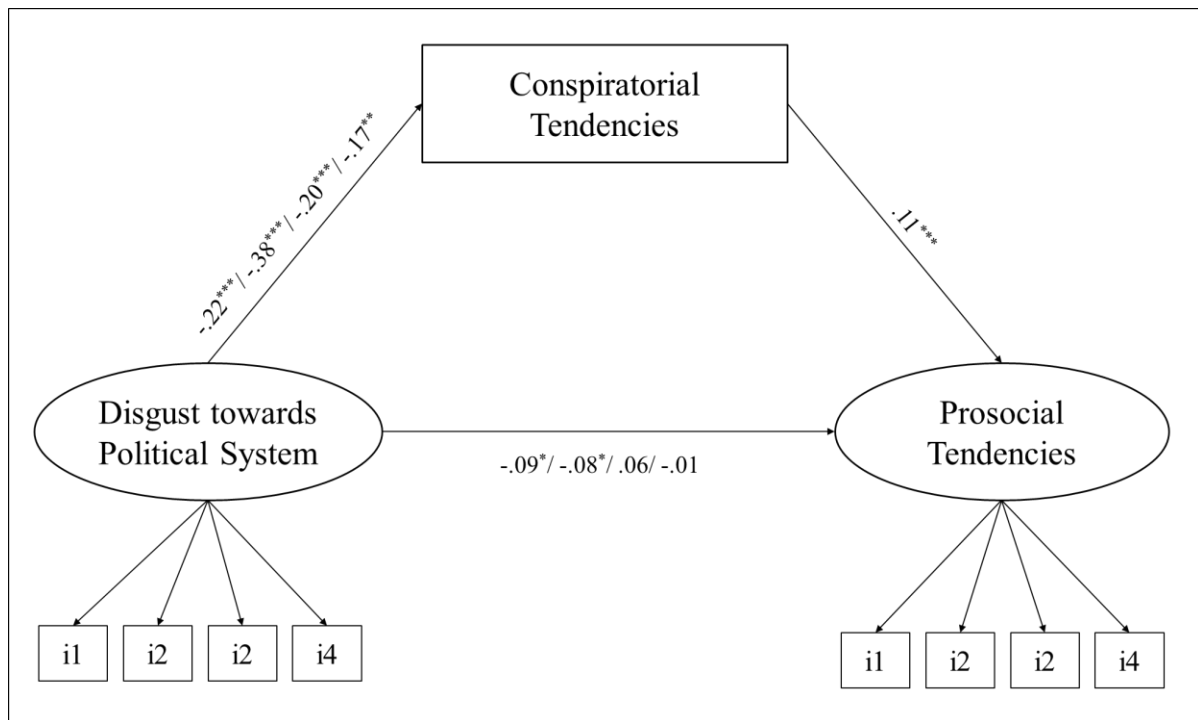 Conspiratorial
Tendencies
-.22***/ -.38***/ -.20***/ -.17**
.11***
Disgust towards
Political System
Prosocial
Tendencies
-.09*/ -.08*/ .06/ -.01
i1 i2 i2 i4
i1 i2 i2 i4